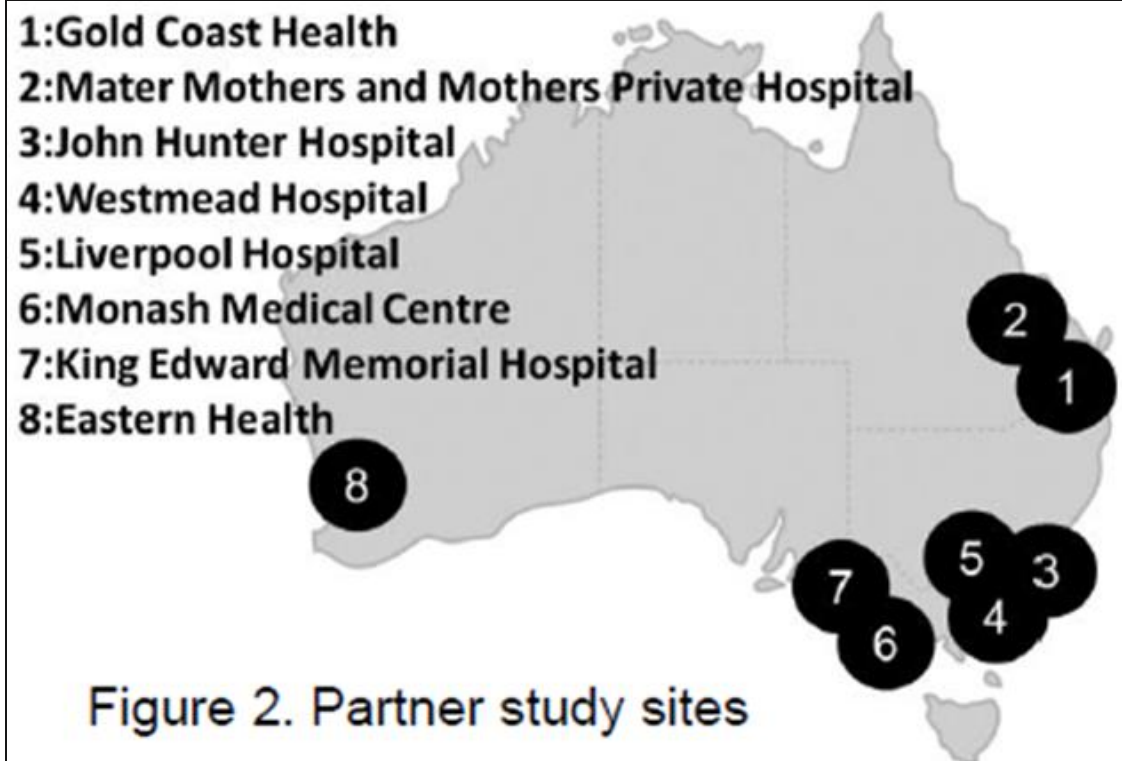 1:Gold Coast Health
2:Mater Mothers and Mothers Private Hospital
3:John Hunter Hospital
4:Westmead Hospital
5:Liverpool Hospital
6:Monash Medical Centre
7:King Edward Memorial Hospital
8:Eastern Health
2
1
8
5
3
7
4
6
Figure 2. Partner study sites